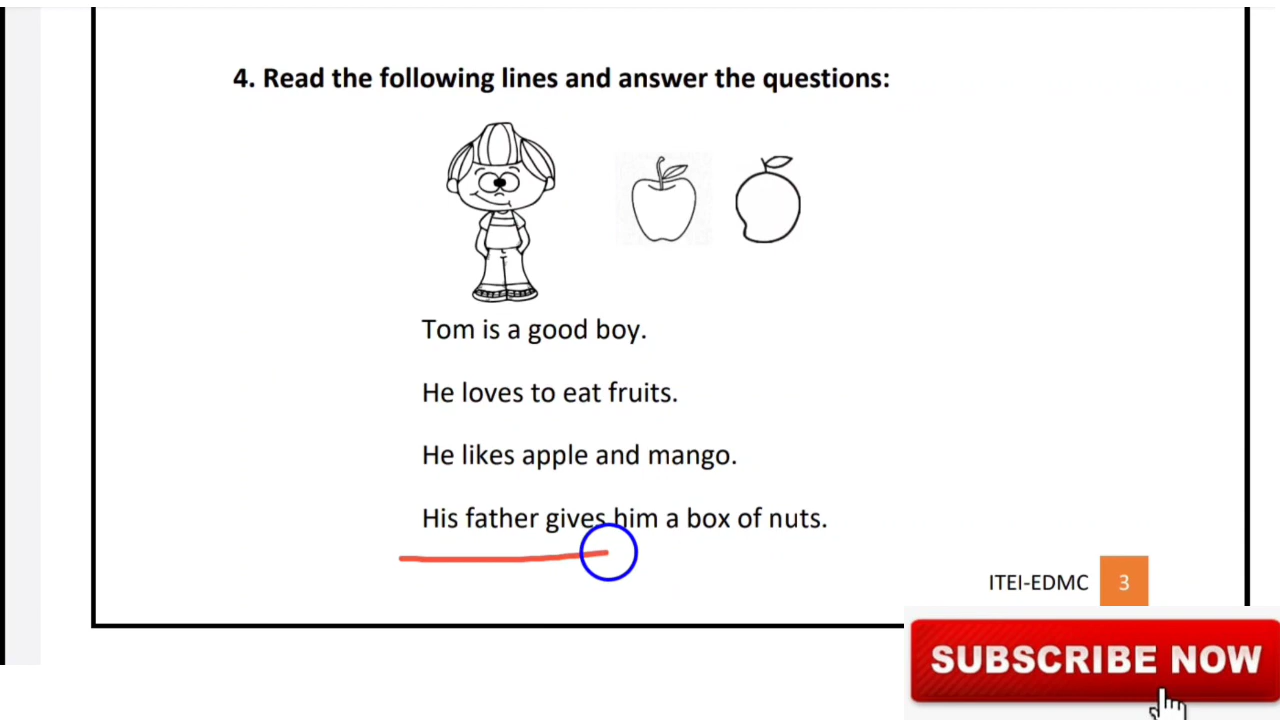 4. Read the following lines and answer the questions:
Tom is a good boy.
He loves to eat fruits.
He likes apple and mango.
His father gives him a box of nuts.
ITEI-EDMC 3
SUBSCRIBE NOW